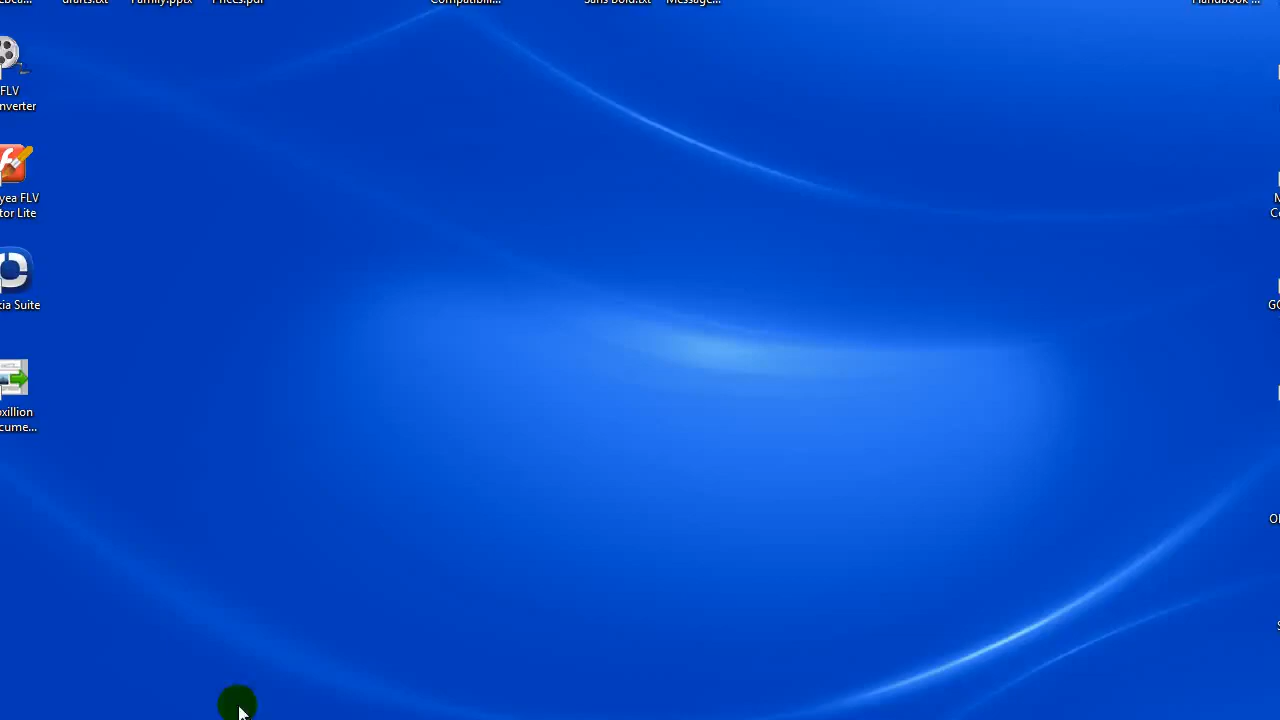 drafts.txt
Family.pptx
Prices.pdf
Compatibili...
Sans Bold.txt
Message...
Handbook ...
FLV
nverter
yea FLV
tor Lite
ia Suite
oxillion
cume...